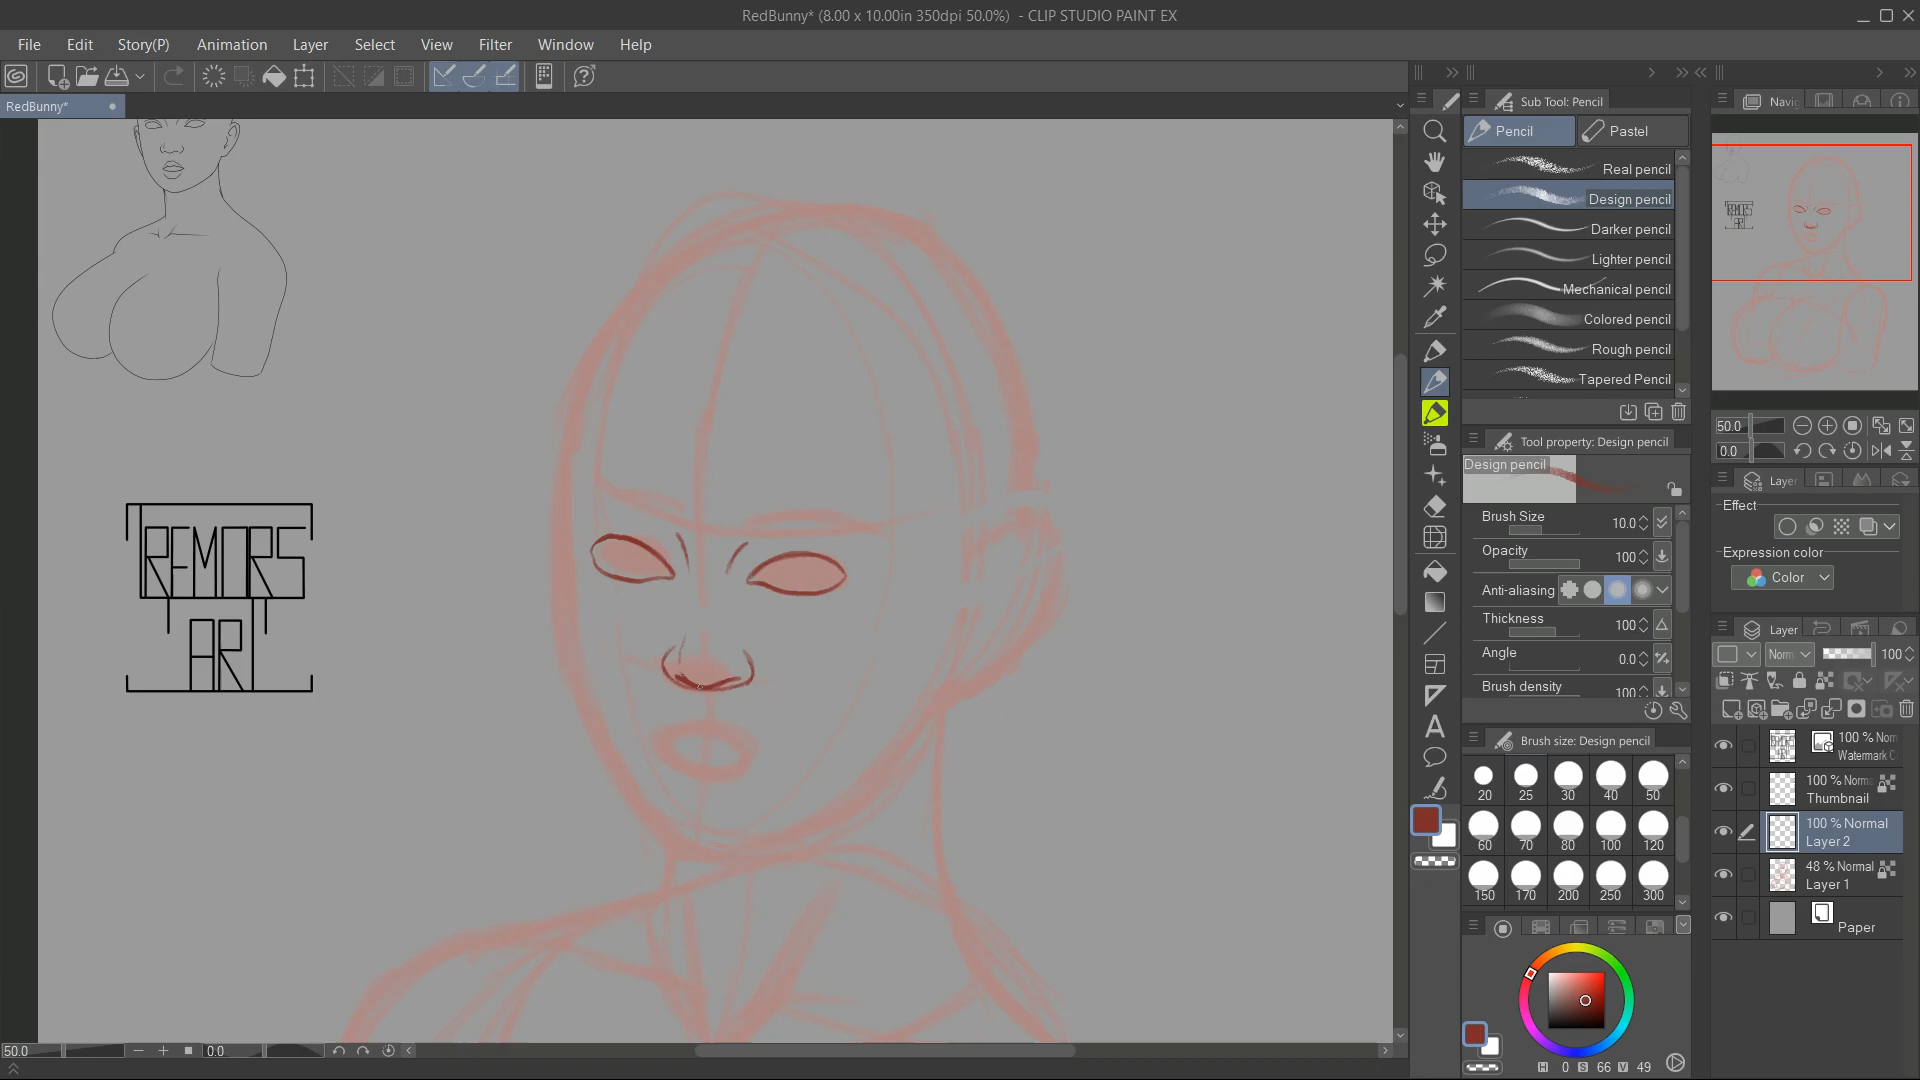 RedBunny* (8.00 x 10.00in 350dpi 50.0%) - CLIP STUDIO PAINT EX
File Edit Story(P) Animation Layer Select View Filter Window Help
RedBunny*
Sub Tool: Pencil
Navig
Pencil Pastel
Real pencil
Design pencil
Darker pencil
Lighter pencil
Mechanical pencil
Colored pencil
Rough pencil
Tapered Pencil
50.0
0.0
Tool property: Design pencil
Design pencil
Brush Size 10.0
Opacity 100
Anti-aliasing
Thickness 100
Angle 0.0
Brush density 100
Layer
Effect
Expression color
Color
Layer
Norm 100
100 % Norm
Watermark C
100 % Norma
Thumbnail
100 % Normal
Layer 2
48 % Normal
Layer 1
Paper
Brush size: Design pencil
20 25 30 40 50
60 70 80 100 120
150 170 200 250 300
H 0 S 66 V 49
REMORS
ART
50.0 0.0